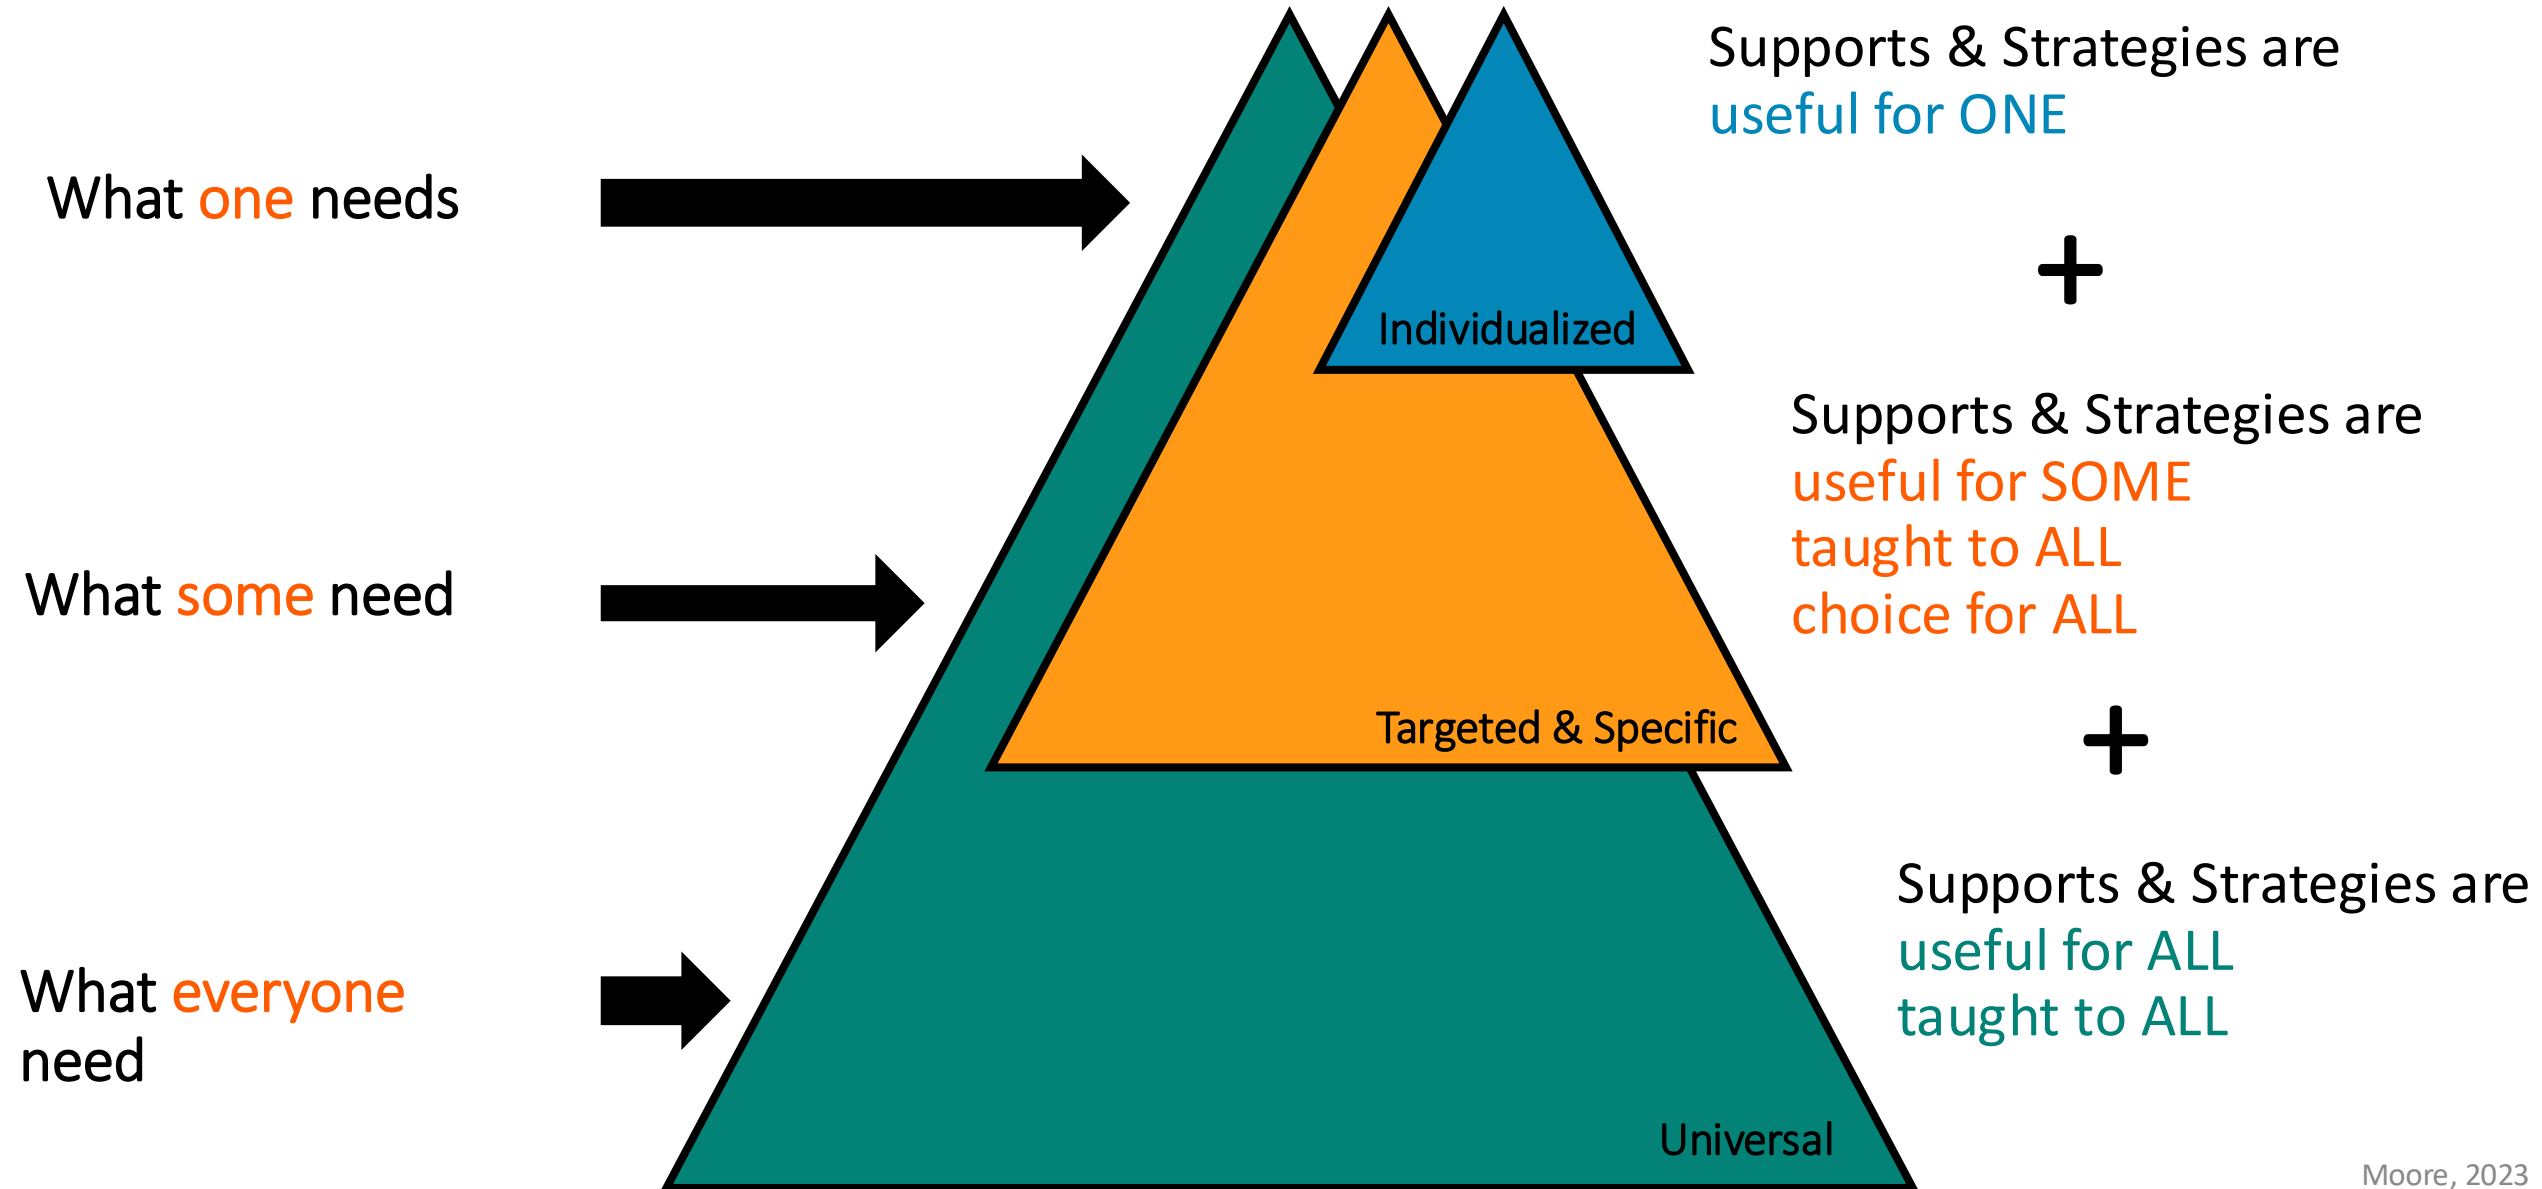 What one needs
What some need
What everyone
need
Individualized
Targeted & Specific
Universal
Supports & Strategies are
useful for ONE
+
Supports & Strategies are
useful for SOME
taught to ALL
choice for ALL
+
Supports & Strategies are
useful for ALL
taught to ALL
Moore, 2023